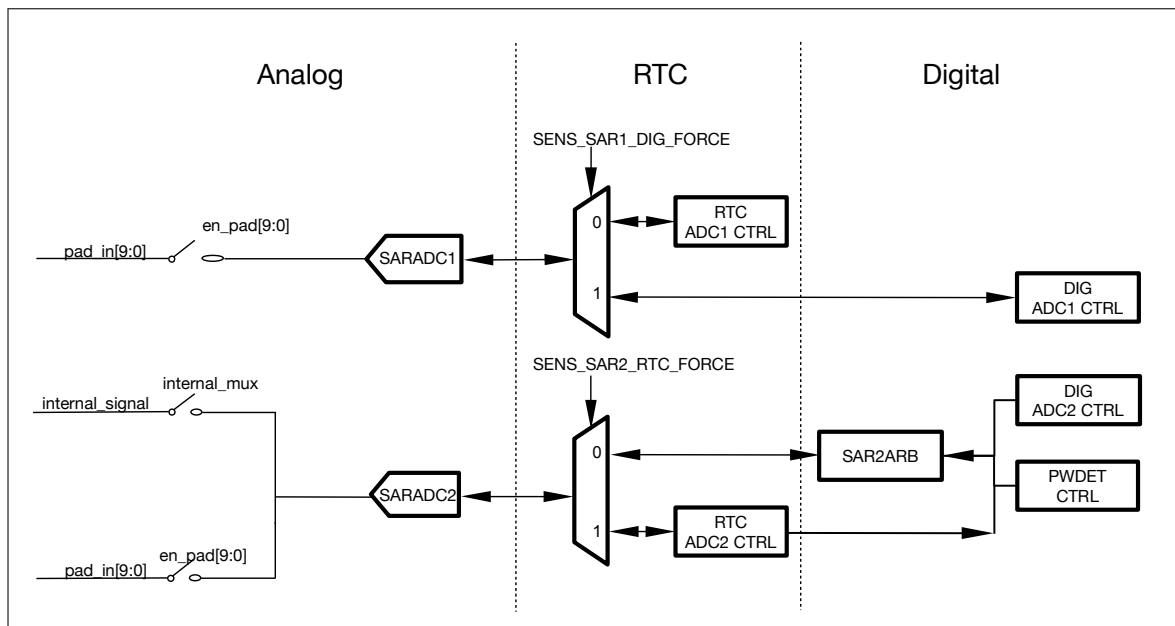 Analog
RTC
Digital
SENS_SAR1_DIG_FORCE
en_pad[9:0]
pad_in[9:0]
SARADC1
0
RTC
ADC1 CTRL
1
DIG
ADC1 CTRL
SENS_SAR2_RTC_FORCE
internal_mux
internal_signal
DIG
ADC2 CTRL
0
SAR2ARB
SARADC2
PWDET
CTRL
1
RTC
ADC2 CTRL
en_pad[9:0]
pad_in[9:0]